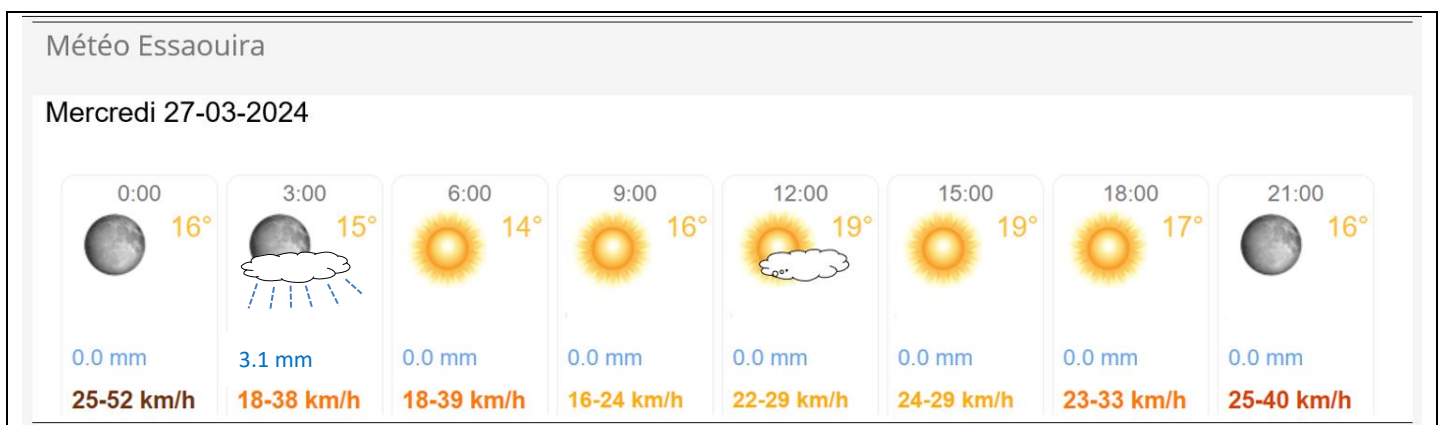 Météo Essaouira
Mercredi 27-03-2024
0:00 3:00 6:00 9:00 12:00 15:00 18:00 21:00
16° 15° 14° 16° 19° 19° 17° 16°
0.0 mm 3.1 mm 0.0 mm 0.0 mm 0.0 mm 0.0 mm 0.0 mm 0.0 mm
25-52 km/h 18-38 km/h 18-39 km/h 16-24 km/h 22-29 km/h 24-29 km/h 23-33 km/h 25-40 km/h